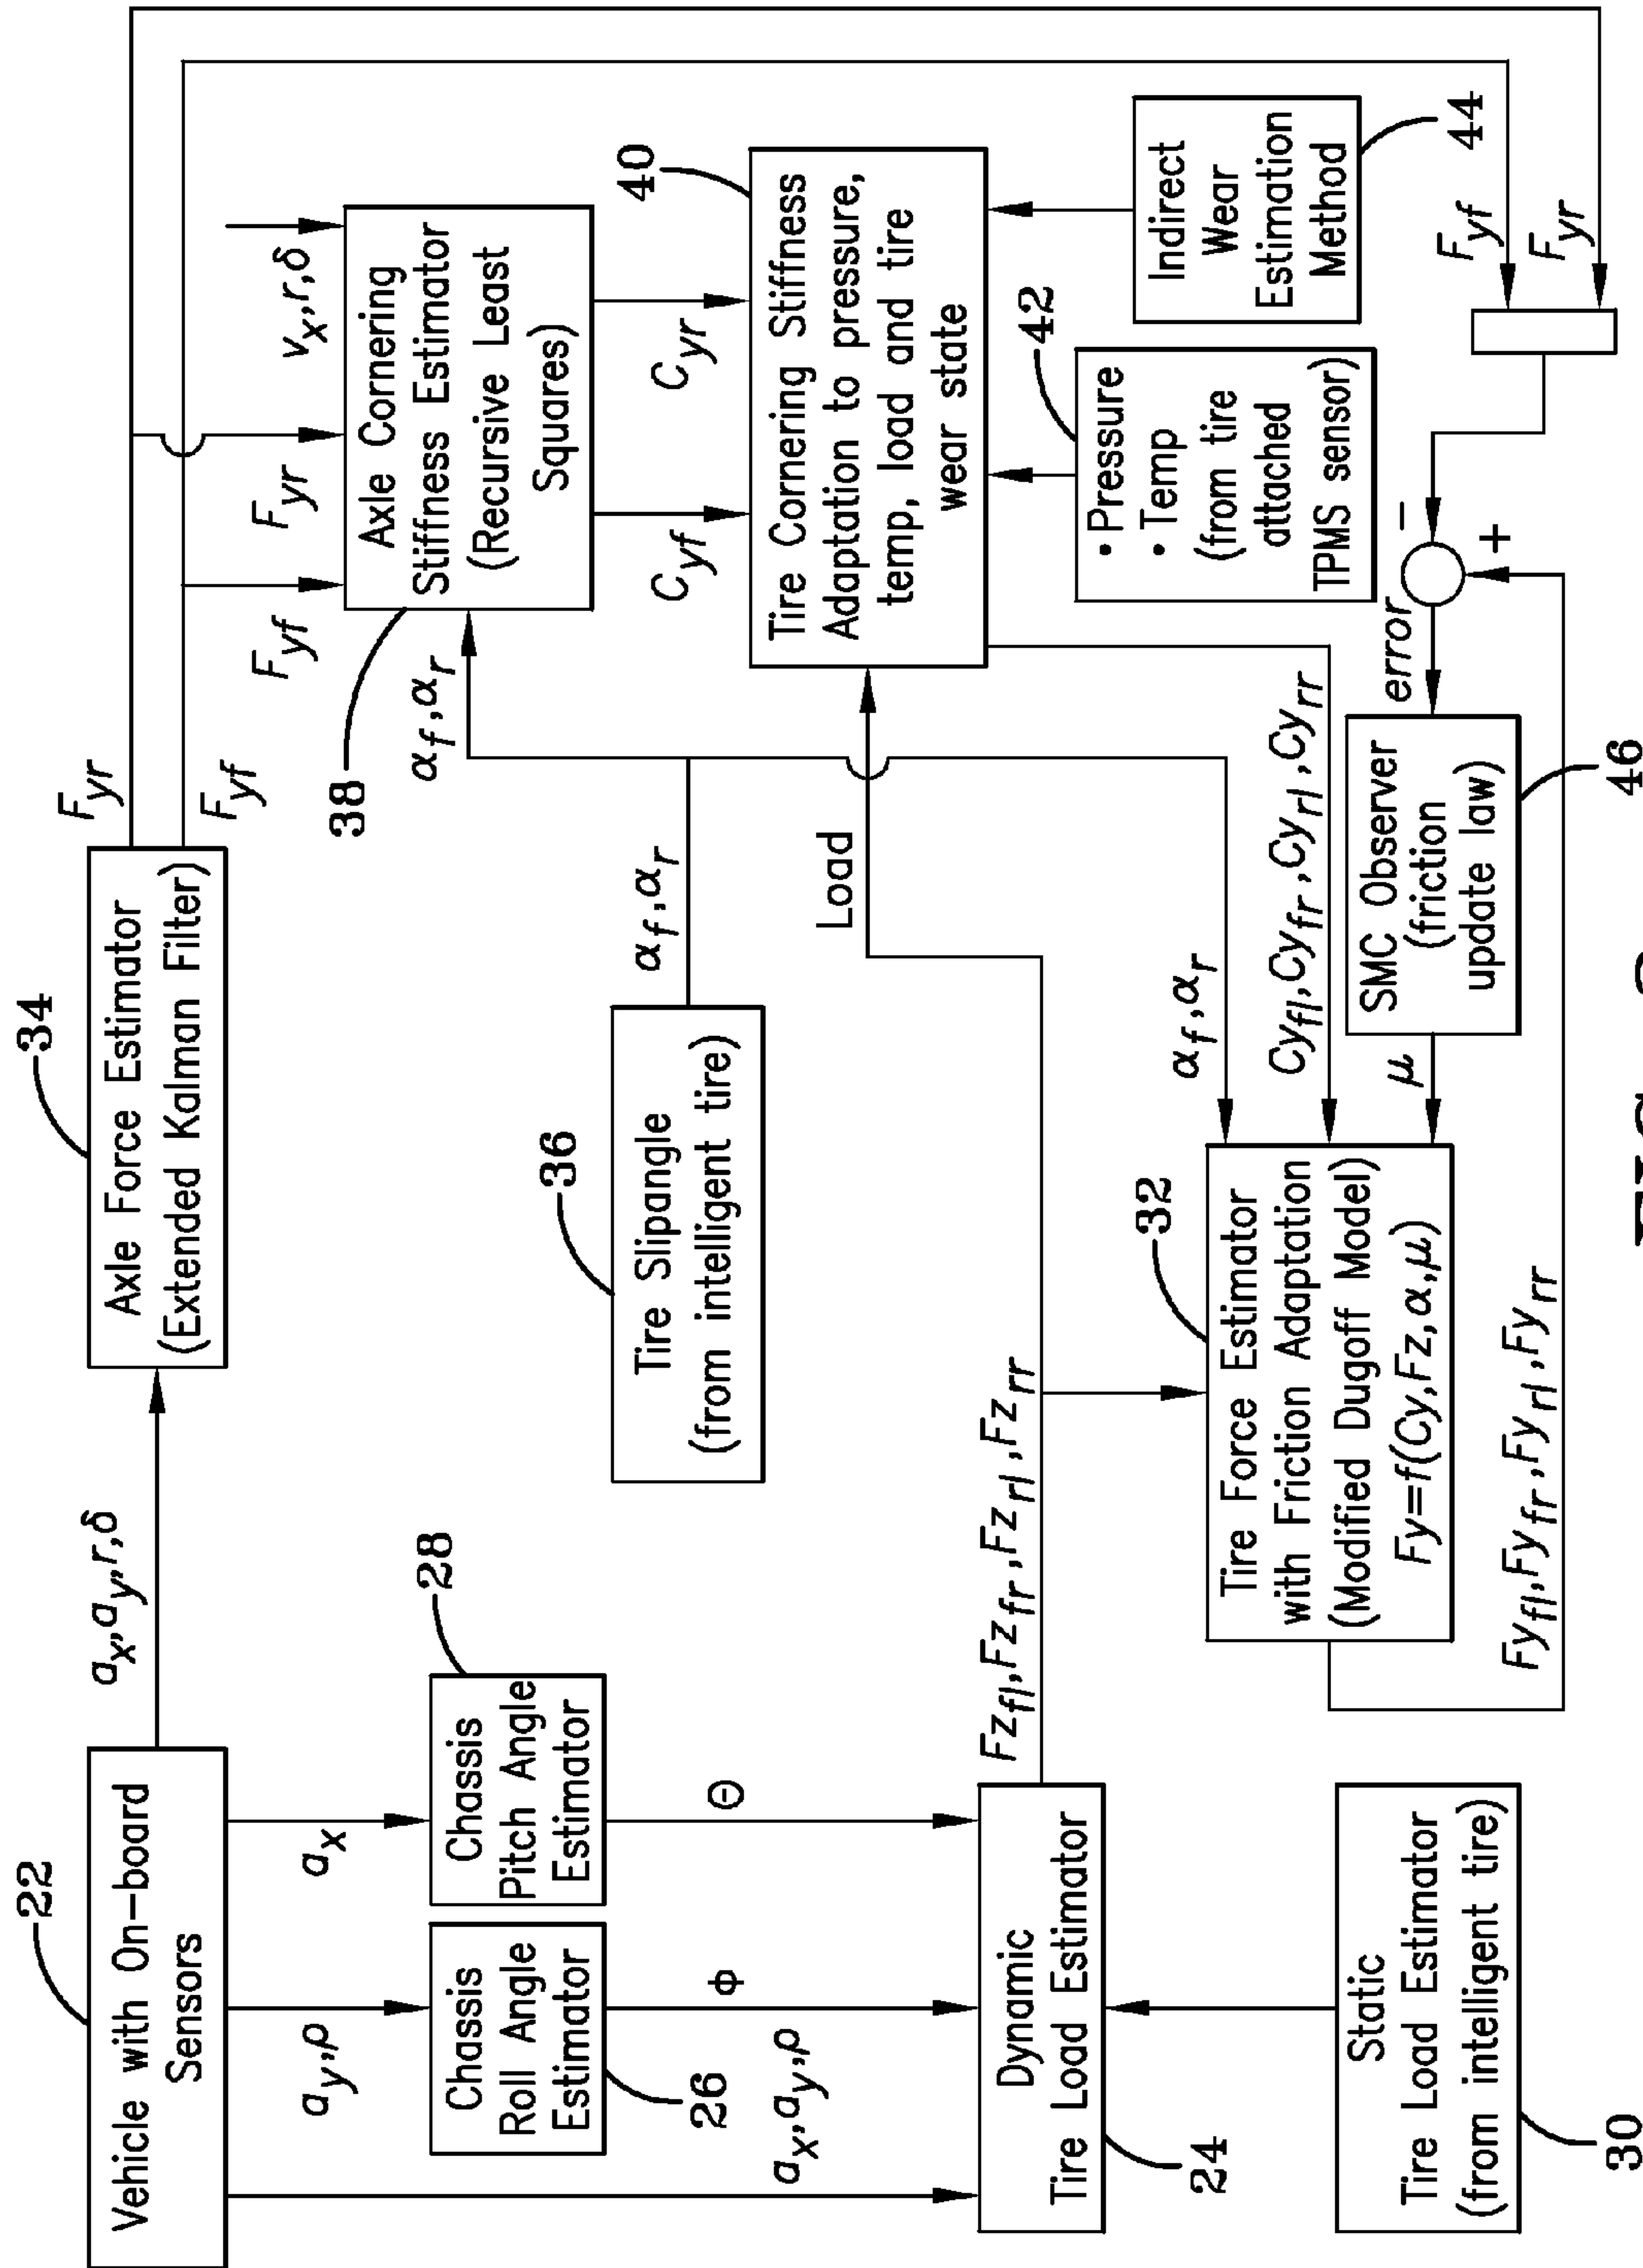 22
Vehicle with On-board
Sensors
a_x, a_y, r, δ
34
Axle Force Estimator
(Extended Kalman Filter)
F_yr
F_yf
a_y, ρ
a_x
Chassis
Roll Angle
Estimator
26
Chassis
Pitch Angle
Estimator
28
a_x, a_y, ρ
Φ
Θ
Dynamic
Tire Load Estimator
24
Static
Tire Load Estimator
(from intelligent tire)
30
Fz_fl, Fz_fr, Fz_rl, Fz_rr
Load
36
Tire Slipangle
(from intelligent tire)
α_f, α_r
α_f, α_r
F_yf
F_yr
v_x, r, δ
38
Axle Cornering
Stiffness Estimator
(Recursive Least
Squares)
C_yf
C_yr
40
Tire Cornering Stiffness
Adaptation to pressure,
temp, load and tire
wear state
42
• Pressure
• Temp
(from tire
attached
TPMS sensor)
Indirect
Wear
Estimation
Method
44
32
Tire Force Estimator
with Friction Adaptation
(Modified Dugoff Model)
Fy=f(Cy,Fz,α,μ)
α_f, α_r
Cy_fl, Cy_fr, Cy_rl, Cy_rr
μ
SMC Observer
(friction
update law)
46
error
−
+
F_yf
F_yr
Fy_fl, Fy_fr, Fy_rl, Fy_rr